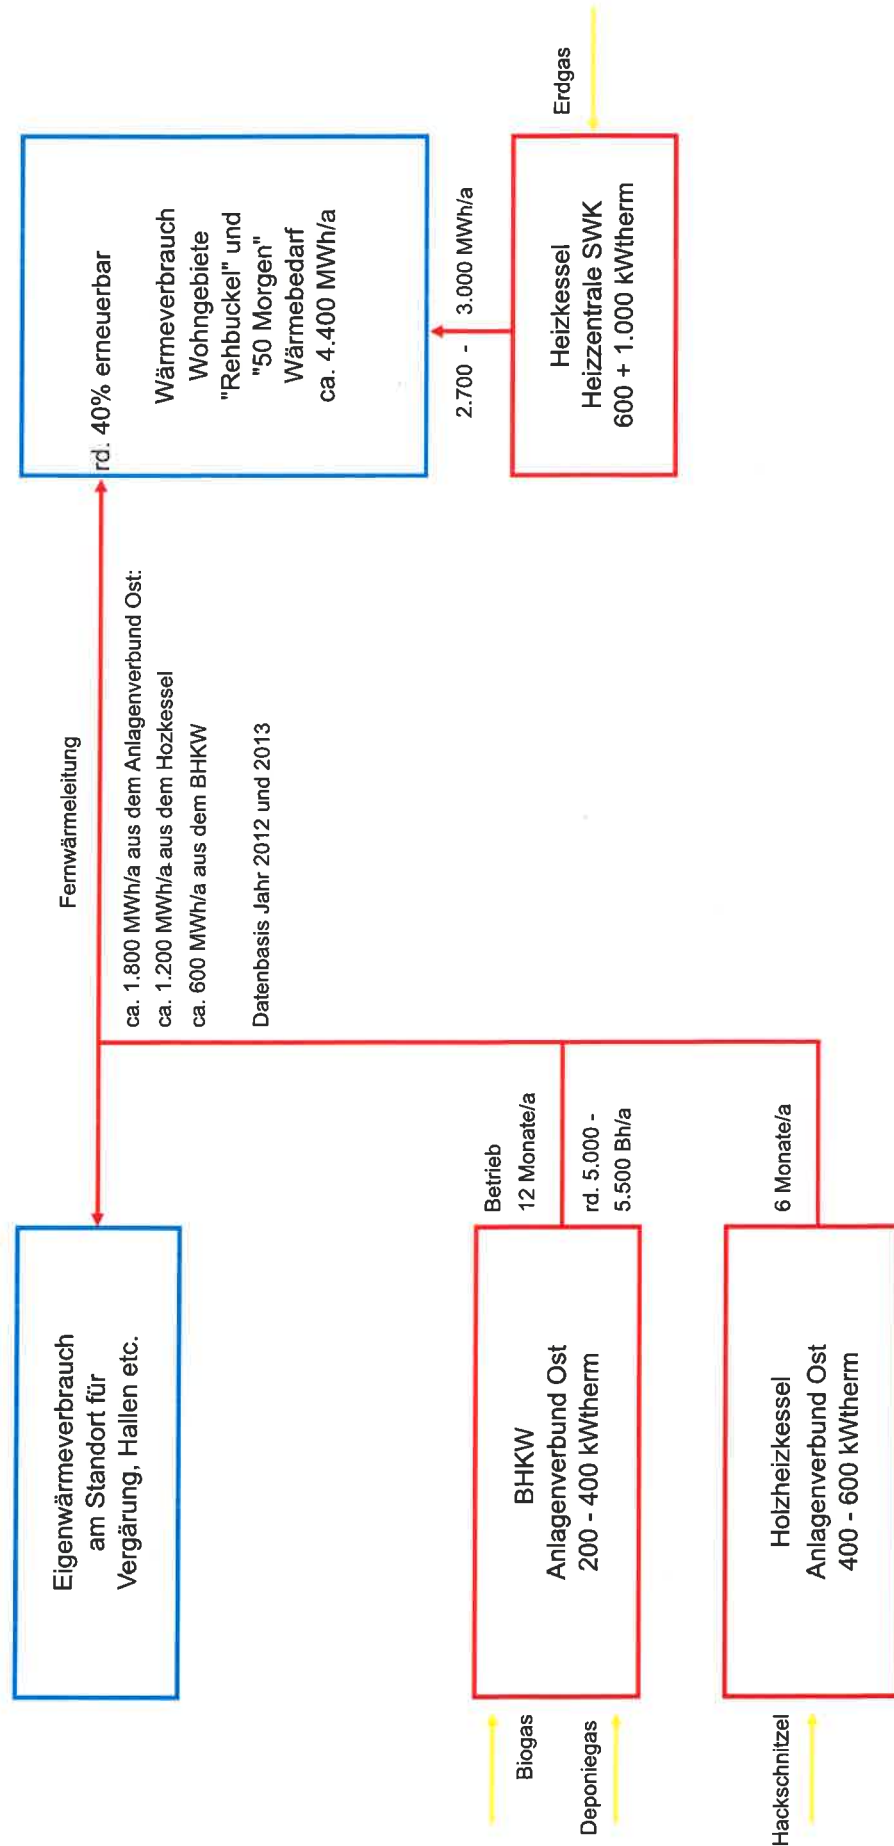 Eigenwärmeverbrauch
am Standort für
Vergärung, Hallen etc.
Fernwärmeleitung
rd. 40% erneuerbar
Wärmeverbrauch
Wohngebiete
"Rehbuckel" und
"50 Morgen"
Wärmebedarf
ca. 4.400 MWh/a
ca. 1.800 MWh/a aus dem Anlagenverbund Ost:
ca. 1.200 MWh/a aus dem Hozkessel
ca. 600 MWh/a aus dem BHKW
Datenbasis Jahr 2012 und 2013
2.700 - 3.000 MWh/a
Biogas
Deponiegas
BHKW
Anlagenverbund Ost
200 - 400 kWtherm
Betrieb
12 Monate/a
rd. 5.000 -
5.500 Bh/a
Heizkessel
Heizzentrale SWK
600 + 1.000 kWtherm
Erdgas
Hackschnitzel
Holzheizkessel
Anlagenverbund Ost
400 - 600 kWtherm
6 Monate/a